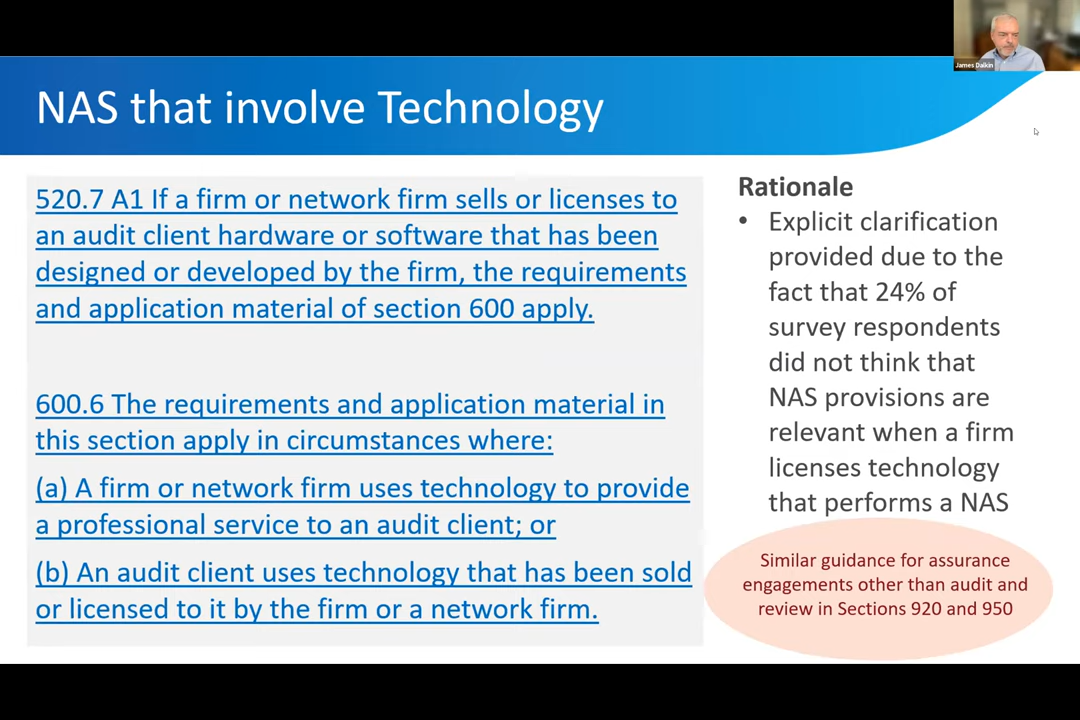 James Dalkin
NAS that involve Technology
520.7 A1 If a firm or network firm sells or licenses to
an audit client hardware or software that has been
designed or developed by the firm, the requirements
and application material of section 600 apply.
600.6 The requirements and application material in
this section apply in circumstances where:
(a) A firm or network firm uses technology to provide
a professional service to an audit client; or
(b) An audit client uses technology that has been sold
or licensed to it by the firm or a network firm.
Rationale
• Explicit clarification
provided due to the
fact that 24% of
survey respondents
did not think that
NAS provisions are
relevant when a firm
licenses technology
that performs a NAS
Similar guidance for assurance
engagements other than audit and
review in Sections 920 and 950